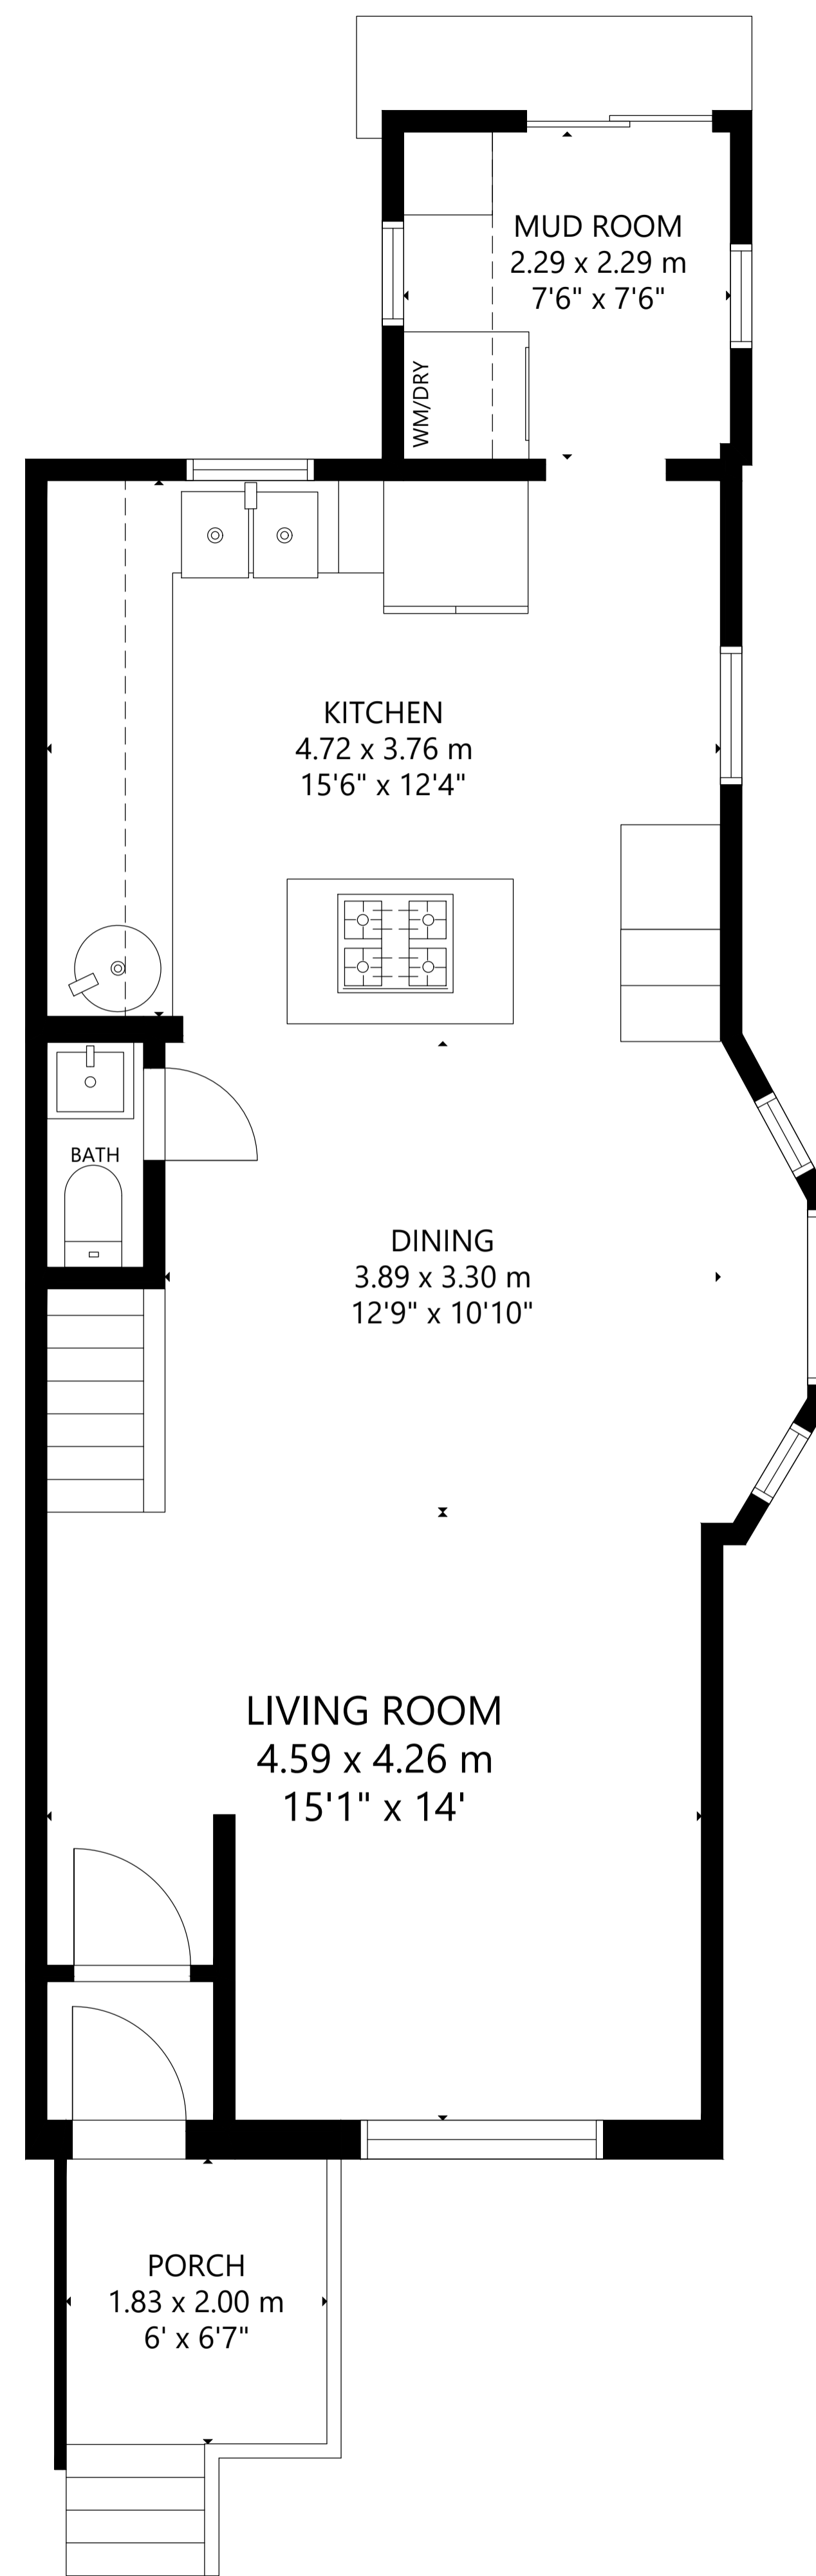 MUD ROOM
2.29 x 2.29 m
7'6" x 7'6"
WM/DRY
KITCHEN
4.72 x 3.76 m
15'6" x 12'4"
BATH
DINING
3.89 x 3.30 m
12'9" x 10'10"
LIVING ROOM
4.59 x 4.26 m
15'1" x 14'
PORCH
1.83 x 2.00 m
6' x 6'7"